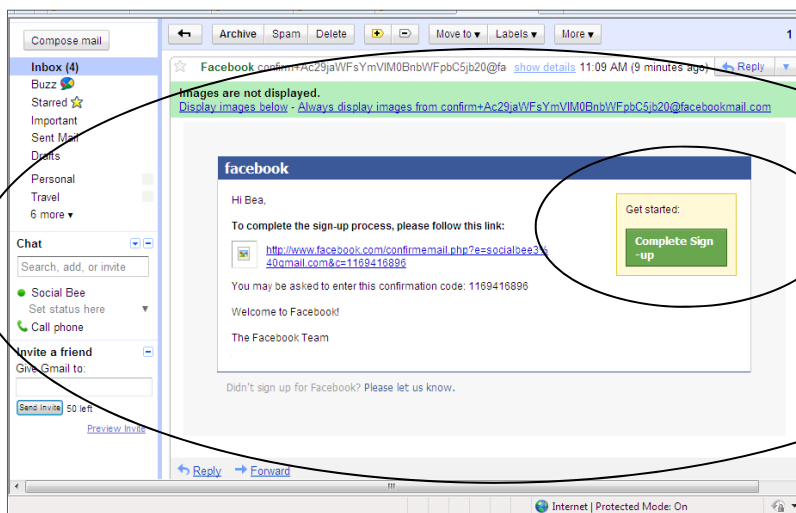 Compose mail
Archive Spam Delete Move to ▾ Labels ▾ More ▾ 1
Inbox (4)
Buzz
Starred
Important
Sent Mail
Drafts
Personal
Travel
6 more ▾
Chat
Search, add, or invite
Social Bee
Set status here
Call phone
Invite a friend
Give Gmail to:
Send Invite 50 left
Preview Invite
Facebook confirm+Ac29jaWFsYmVlM0BnbWFpbC5jb20@fa show details 11:09 AM (9 minutes ago) Reply
Images are not displayed.
Display images below - Always display images from confirm+Ac29jaWFsYmVlM0BnbWFpbC5jb20@facebookmail.com
facebook
Hi Bea,
To complete the sign-up process, please follow this link:
http://www.facebook.com/confirmemail.php?e=socialbee3%
40gmail.com&c=1169416896
You may be asked to enter this confirmation code: 1169416896
Welcome to Facebook!
The Facebook Team
Get started:
Complete Sign
-up
Didn't sign up for Facebook? Please let us know.
Reply Forward
Internet | Protected Mode: On